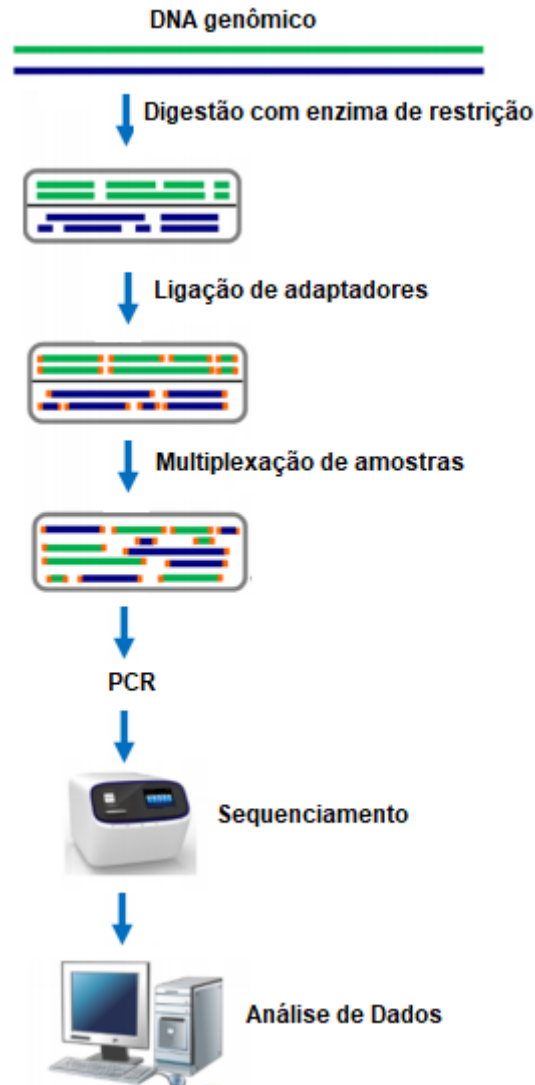 DNA genômico
Digestão com enzima de restrição
Ligação de adaptadores
Multiplexação de amostras
PCR
Sequenciamento
Análise de Dados